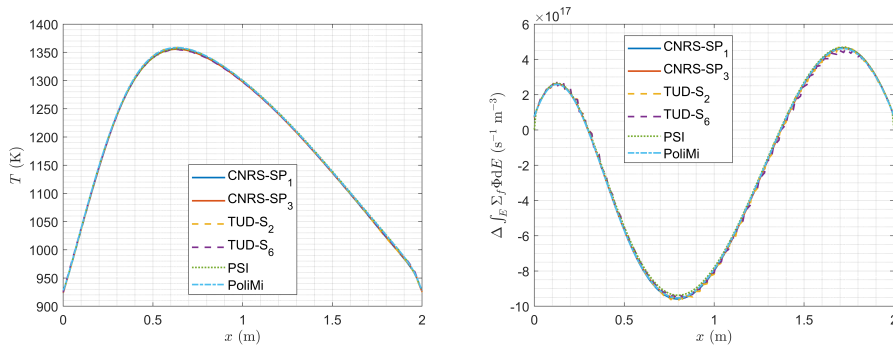 1400
1350
1300
1250
1200
1150
1100
1050
1000
950
900
T (K)
0 0.5 1 1.5 2
x (m)
CNRS-SP₁
CNRS-SP₃
TUD-S₂
TUD-S₆
PSI
PoliMi
×10¹⁷
6
4
2
0
-2
-4
-6
-8
-10
Δ ∫_E Σ_f ΦdE (s⁻¹ m⁻³)
0 0.5 1 1.5 2
x (m)
CNRS-SP₁
CNRS-SP₃
TUD-S₂
TUD-S₆
PSI
PoliMi